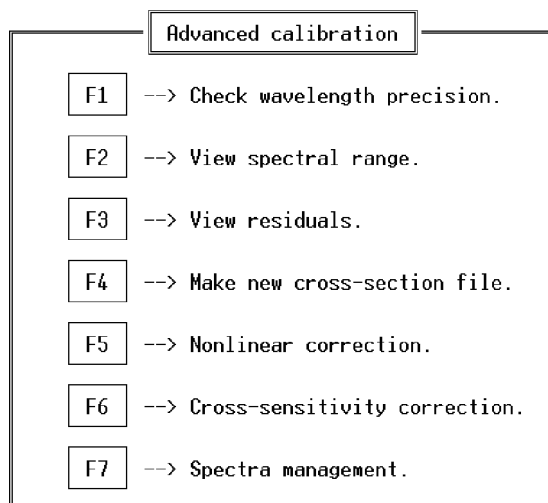 Advanced calibration
F1 --> Check wavelength precision.
F2 --> View spectral range.
F3 --> View residuals.
F4 --> Make new cross-section file.
F5 --> Nonlinear correction.
F6 --> Cross-sensitivity correction.
F7 --> Spectra management.